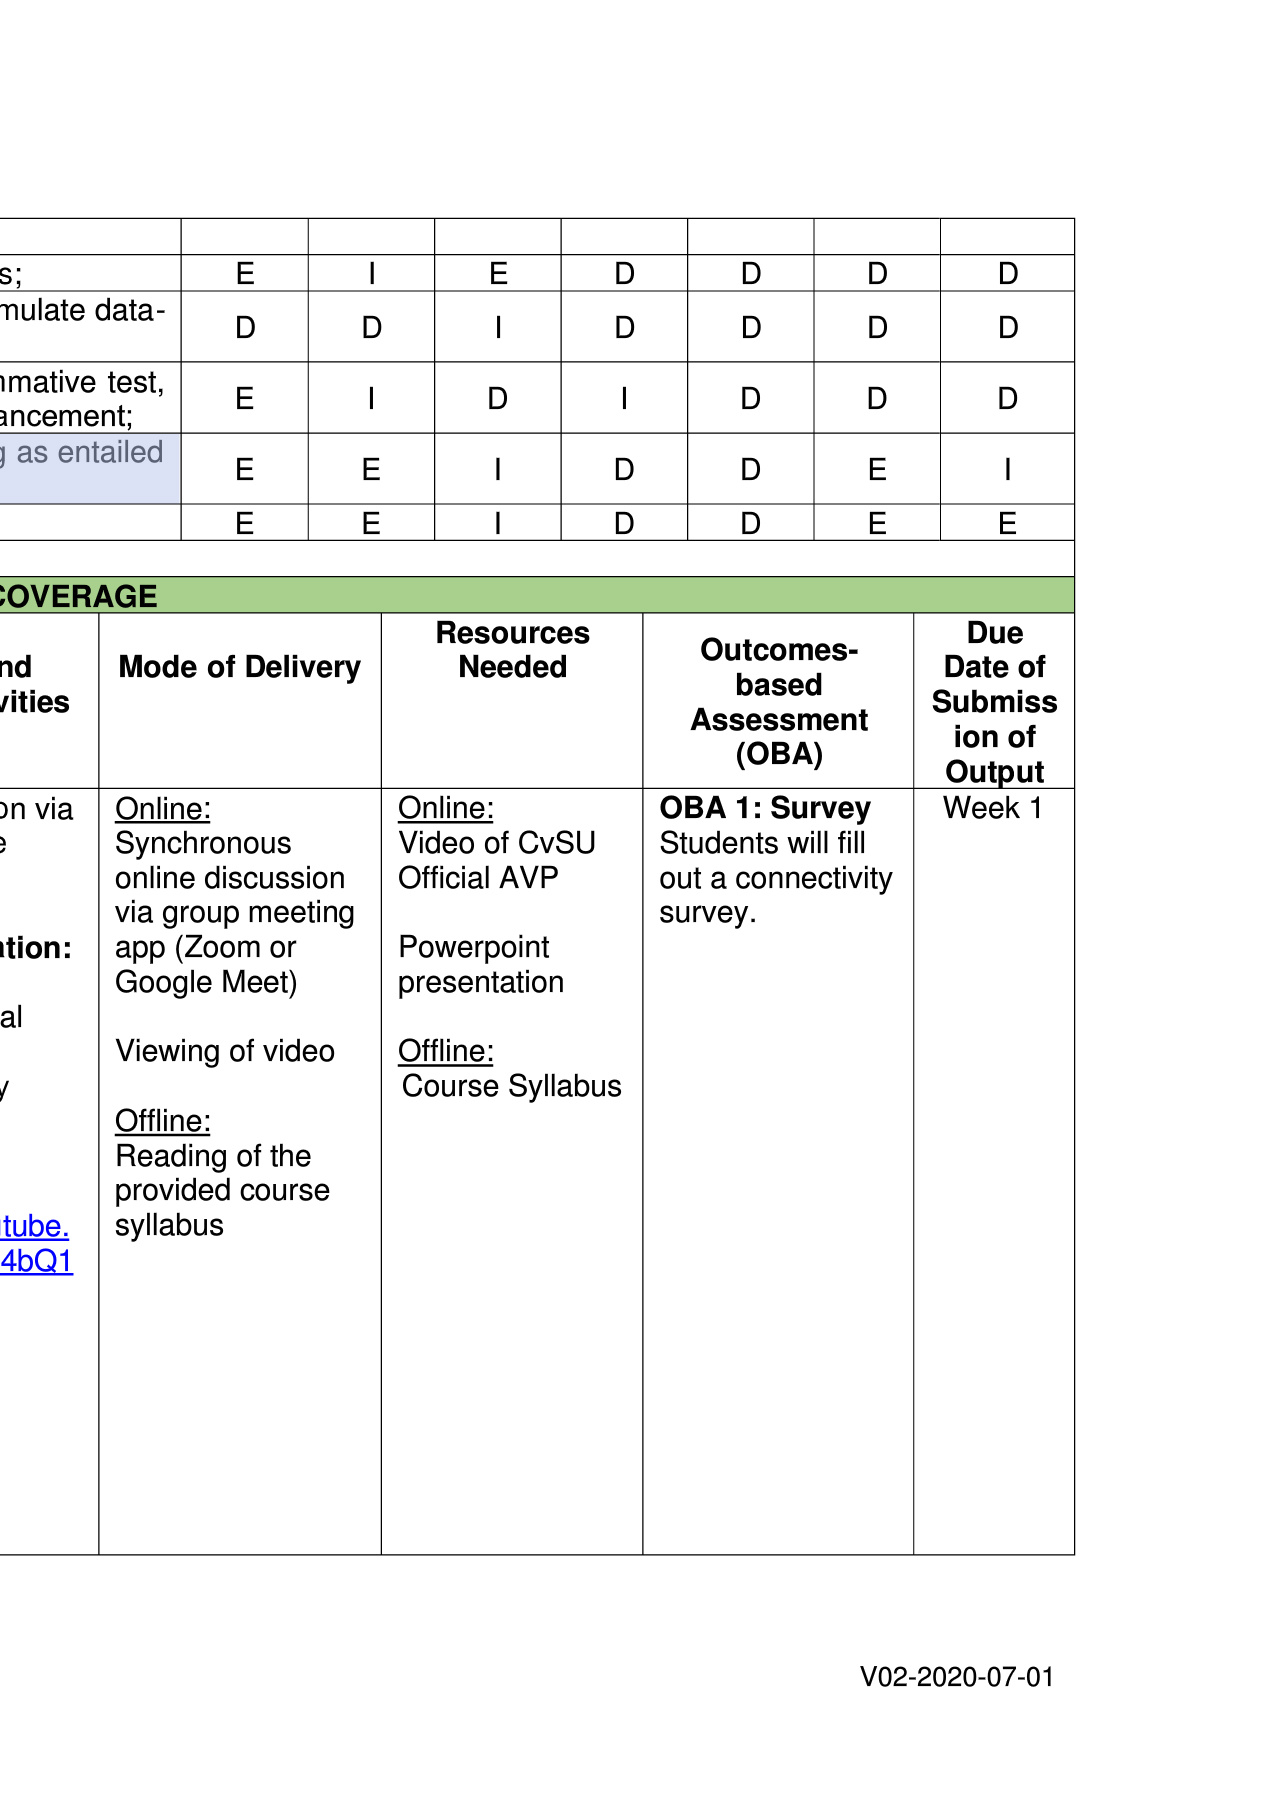 s; E I E D D D D
mulate data-
D D I D D D D
mmative test,
ancement;
E I D I D D D
g as entailed
E E I D D E I
E E I D D E E
COVERAGE
nd
vities
Mode of Delivery
Resources
Needed
Outcomes-
based
Assessment
(OBA)
Due
Date of
Submiss
ion of
Output
on via
e
ation:
al
y
tube.
4bQ1
Online:
Synchronous
online discussion
via group meeting
app (Zoom or
Google Meet)
Viewing of video
Offline:
Reading of the
provided course
syllabus
Online:
Video of CvSU
Official AVP
Powerpoint
presentation
Offline:
Course Syllabus
OBA 1: Survey
Students will fill
out a connectivity
survey.
Week 1
V02-2020-07-01